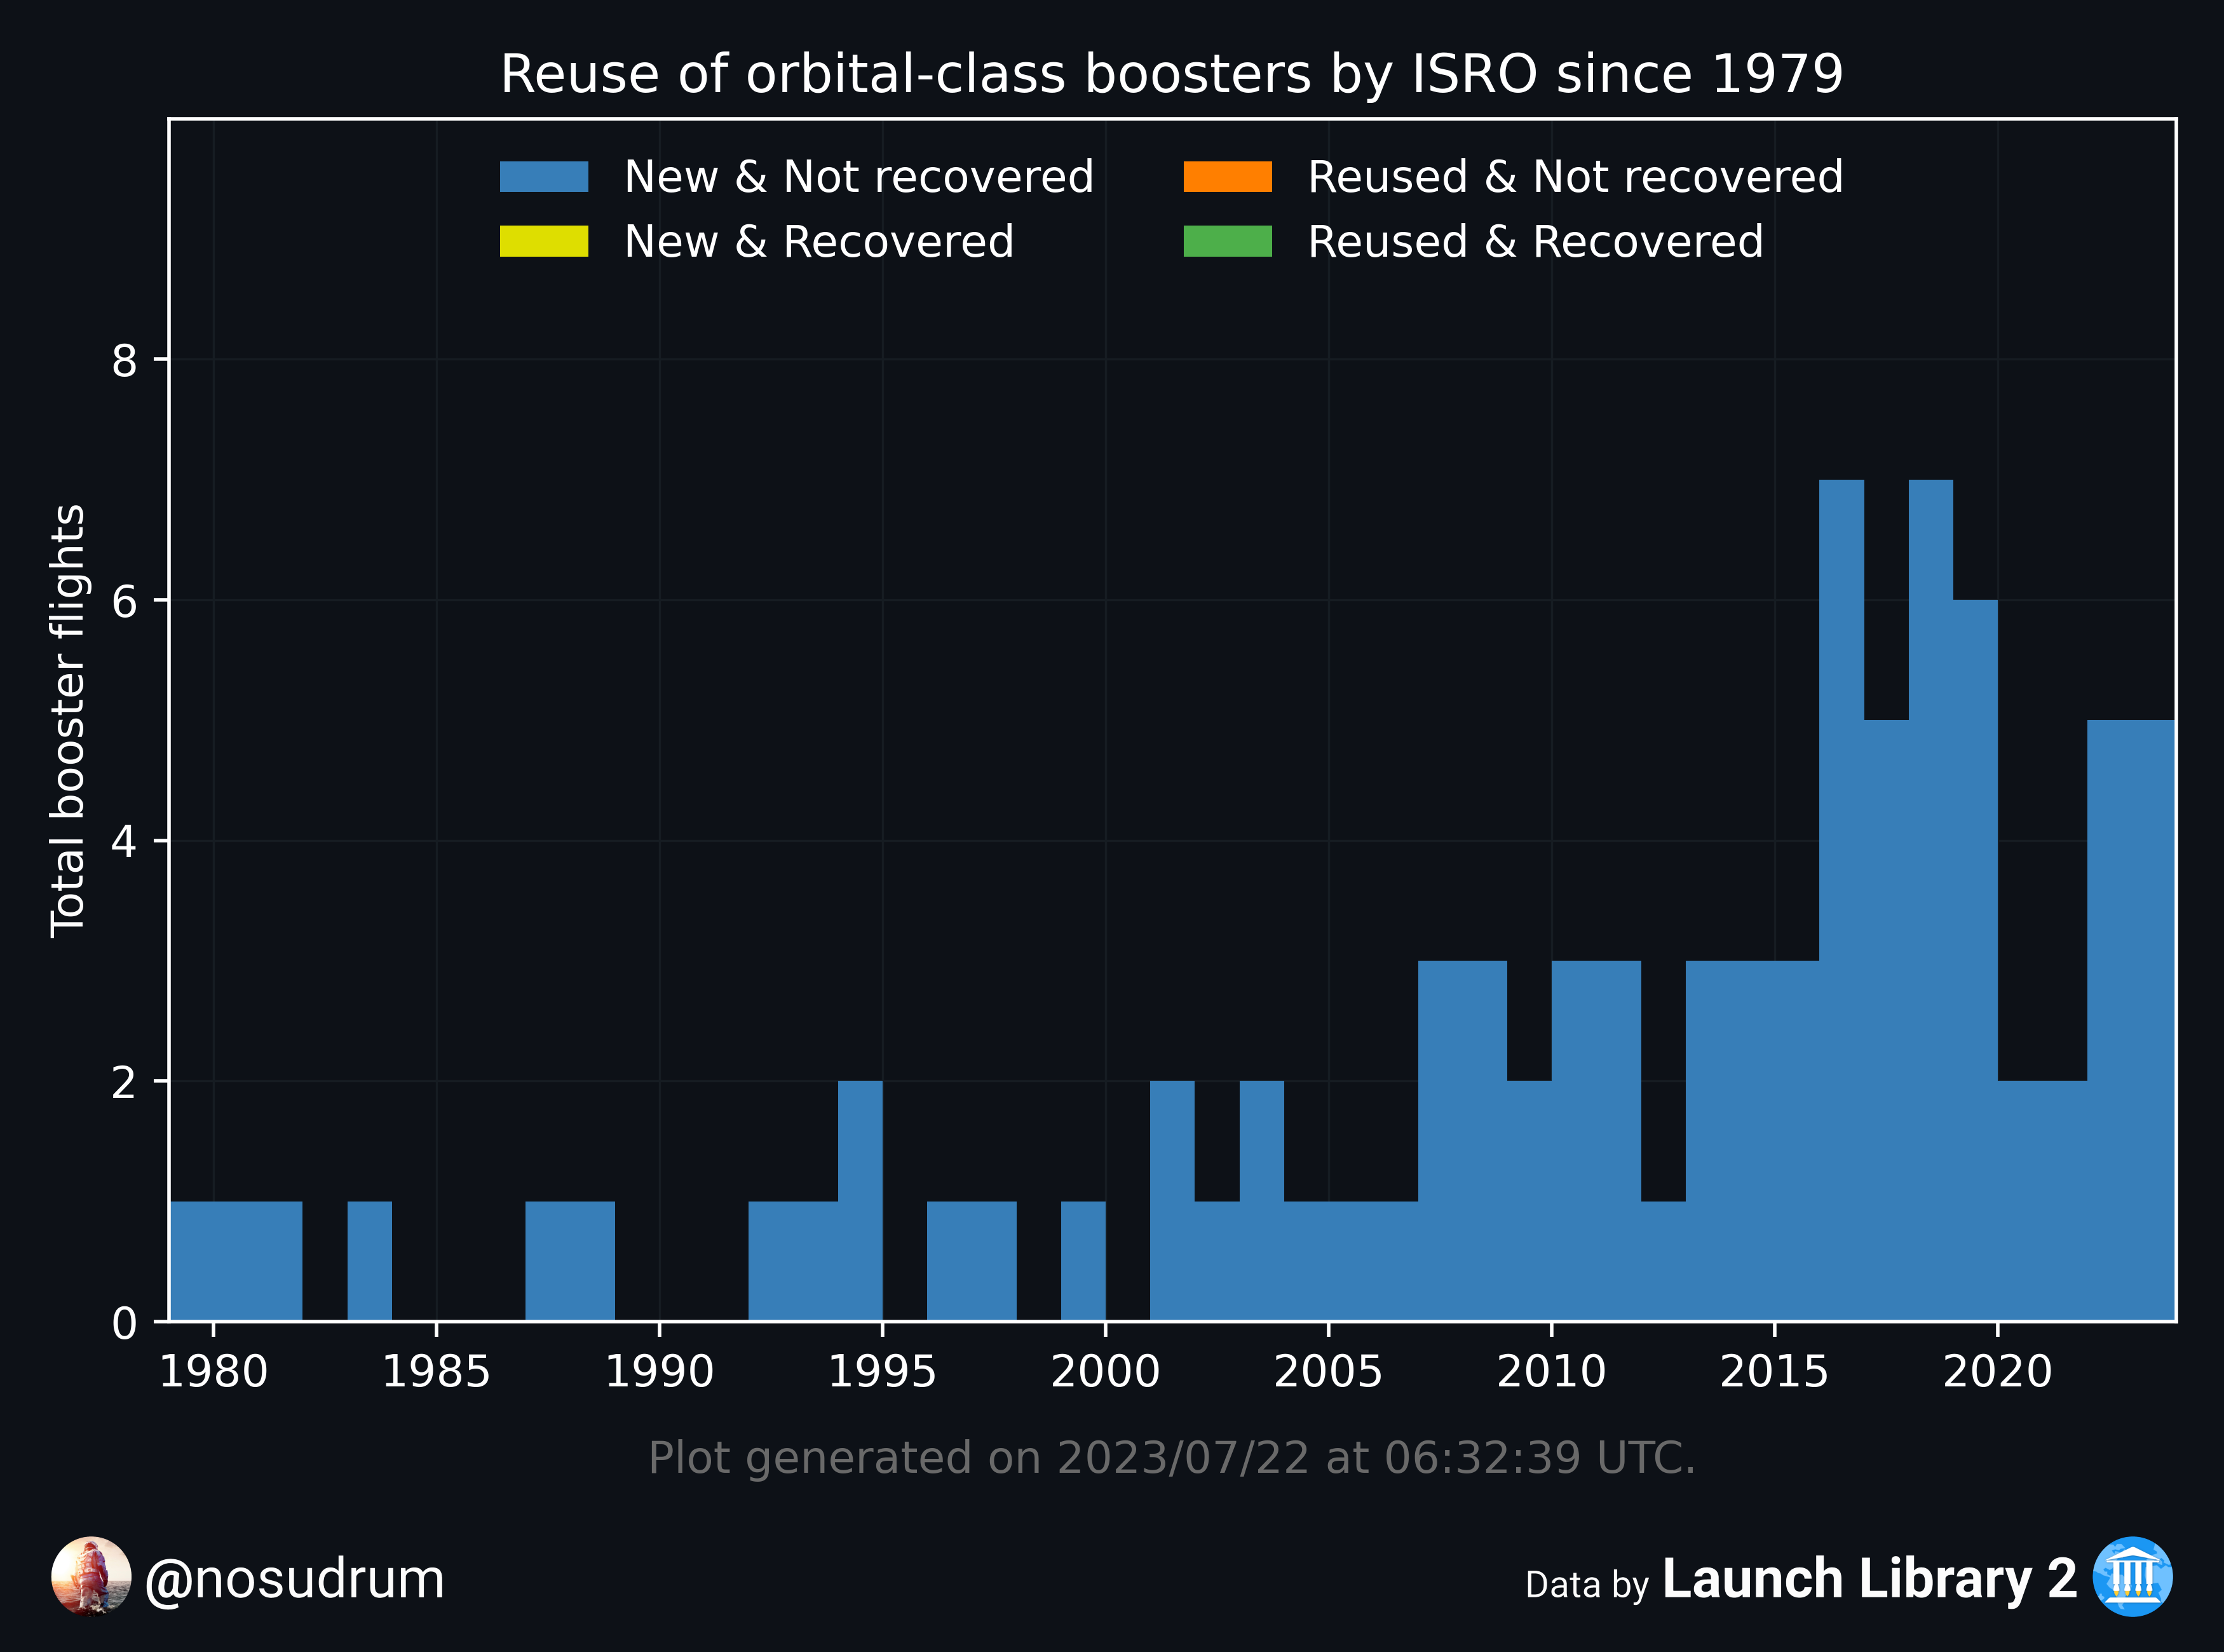 Reuse of orbital-class boosters by ISRO since 1979
New & Not recovered
New & Recovered
Reused & Not recovered
Reused & Recovered
Total booster flights
8
6
4
2
0
1980 1985 1990 1995 2000 2005 2010 2015 2020
Plot generated on 2023/07/22 at 06:32:39 UTC.
@nosudrum
Data by Launch Library 2